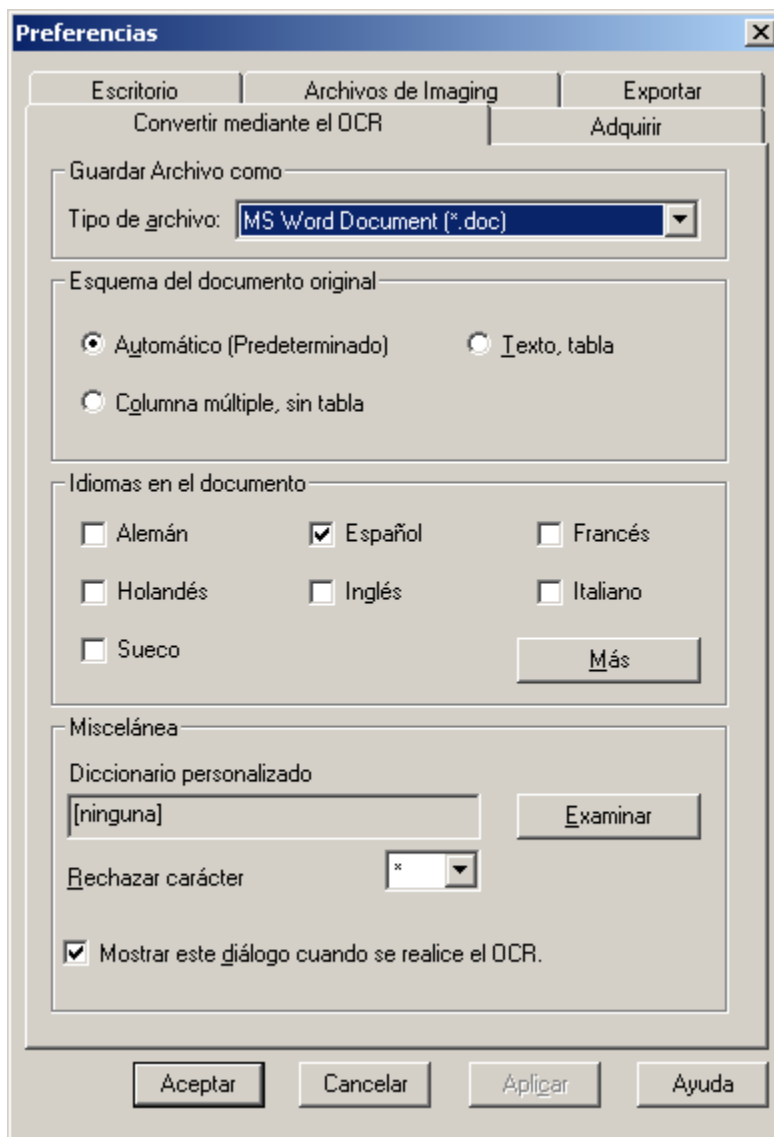 Preferencias
Escritorio Archivos de Imaging Exportar
Convertir mediante el OCR Adquirir
Guardar Archivo como
Tipo de archivo: MS Word Document (*.doc)
Esquema del documento original
Automático (Predeterminado) Texto, tabla
Columna múltiple, sin tabla
Idiomas en el documento
Alemán Español Francés
Holandés Inglés Italiano
Sueco Más
Miscelánea
Diccionario personalizado
[ninguna] Examinar
Rechazar carácter *
Mostrar este diálogo cuando se realice el OCR.
Aceptar Cancelar Aplicar Ayuda